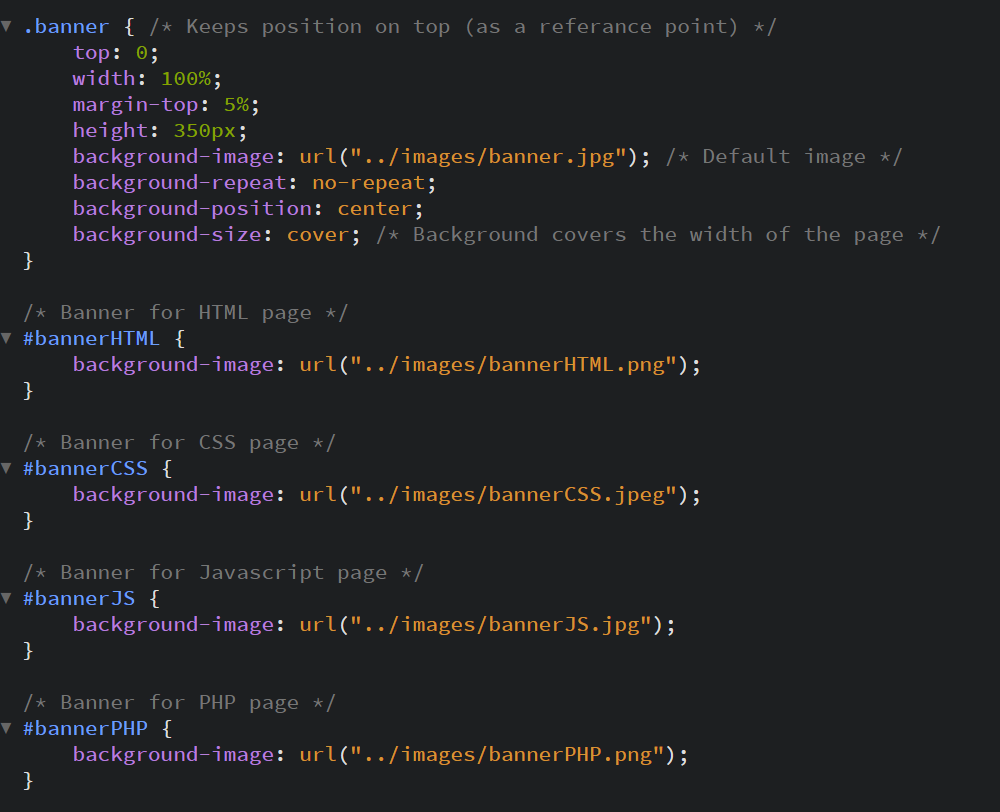 .banner { /* Keeps position on top (as a referance point) */
    top: 0;
    width: 100%;
    margin-top: 5%;
    height: 350px;
    background-image: url("../images/banner.jpg"); /* Default image */
    background-repeat: no-repeat;
    background-position: center;
    background-size: cover; /* Background covers the width of the page */
}
/* Banner for HTML page */
#bannerHTML {
    background-image: url("../images/bannerHTML.png");
}
/* Banner for CSS page */
#bannerCSS {
    background-image: url("../images/bannerCSS.jpeg");
}
/* Banner for Javascript page */
#bannerJS {
    background-image: url("../images/bannerJS.jpg");
}
/* Banner for PHP page */
#bannerPHP {
    background-image: url("../images/bannerPHP.png");
}